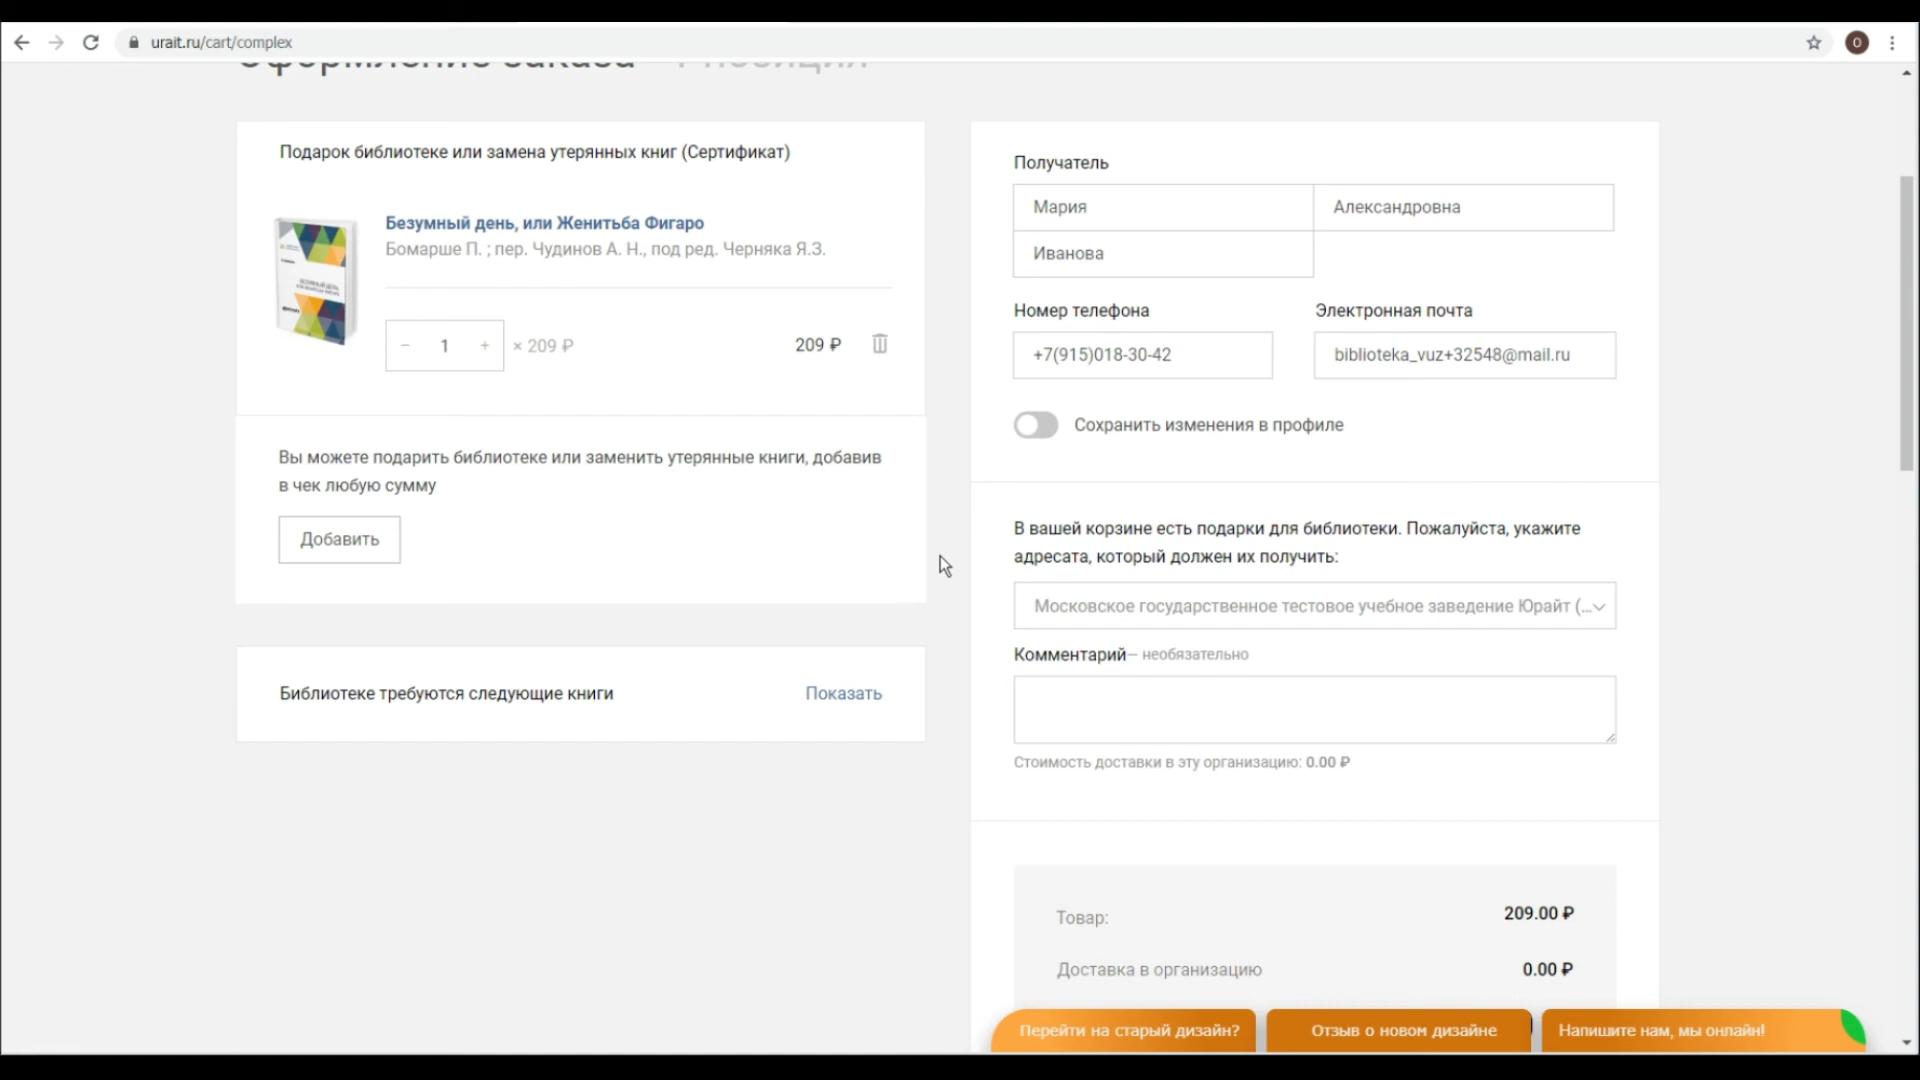 urait.ru/cart/complex
O
Оформление заказа 1 позиция
Подарок библиотеке или замена утерянных книг (Сертификат)
Безумный день, или Женитьба Фигаро
Бомарше П. ; пер. Чудинов А. Н., под ред. Черняка Я.З.
− 1 + × 209 ₽
209 ₽
Вы можете подарить библиотеке или заменить утерянные книги, добавив
в чек любую сумму
Добавить
Библиотеке требуются следующие книги
Показать
Получатель
Мария
Александровна
Иванова
Номер телефона
Электронная почта
+7(915)018-30-42
biblioteka_vuz+32548@mail.ru
Сохранить изменения в профиле
В вашей корзине есть подарки для библиотеки. Пожалуйста, укажите
адресата, который должен их получить:
Московское государственное тестовое учебное заведение Юрайт (...
Комментарий– необязательно
Стоимость доставки в эту организацию: 0.00 ₽
Товар:
209.00 ₽
Доставка в организацию
0.00 ₽
Перейти на старый дизайн?
Отзыв о новом дизайне
Напишите нам, мы онлайн!